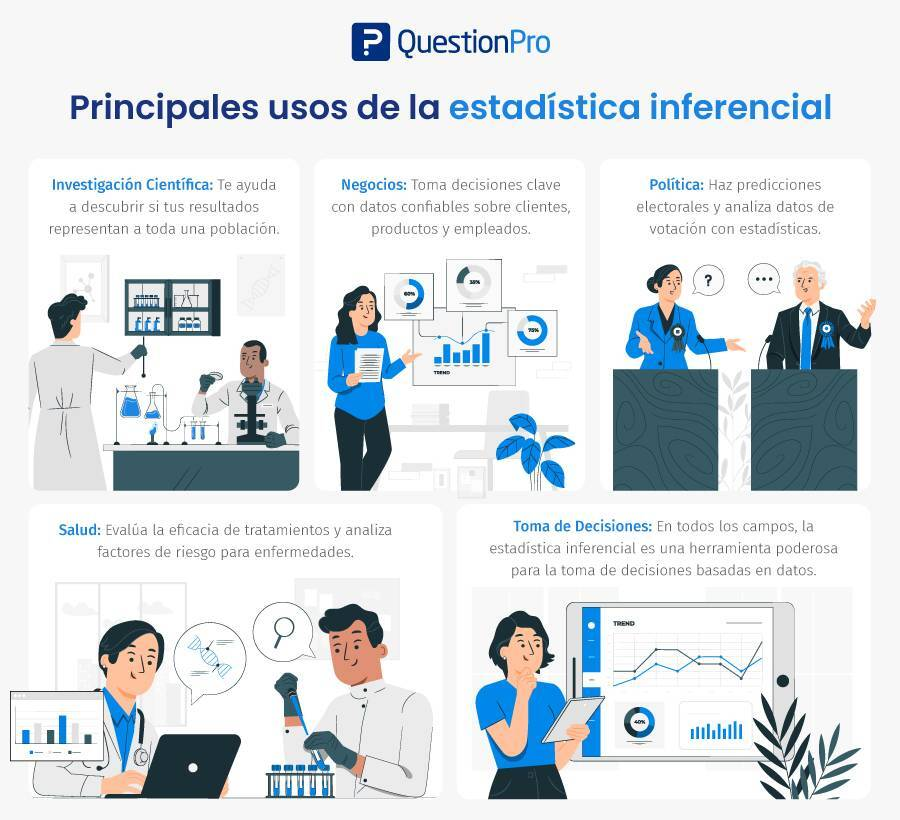 QuestionPro
Principales usos de la estadística inferencial
Investigación Científica: Te ayuda
a descubrir si tus resultados
representan a toda una población.
Negocios: Toma decisiones clave
con datos confiables sobre clientes,
productos y empleados.
Política: Haz predicciones
electorales y analiza datos de
votación con estadísticas.
60%
35%
75%
TREND
?
Salud: Evalúa la eficacia de tratamientos y analiza
factores de riesgo para enfermedades.
Toma de Decisiones: En todos los campos, la
estadística inferencial es una herramienta poderosa
para la toma de decisiones basadas en datos.
TREND
40%